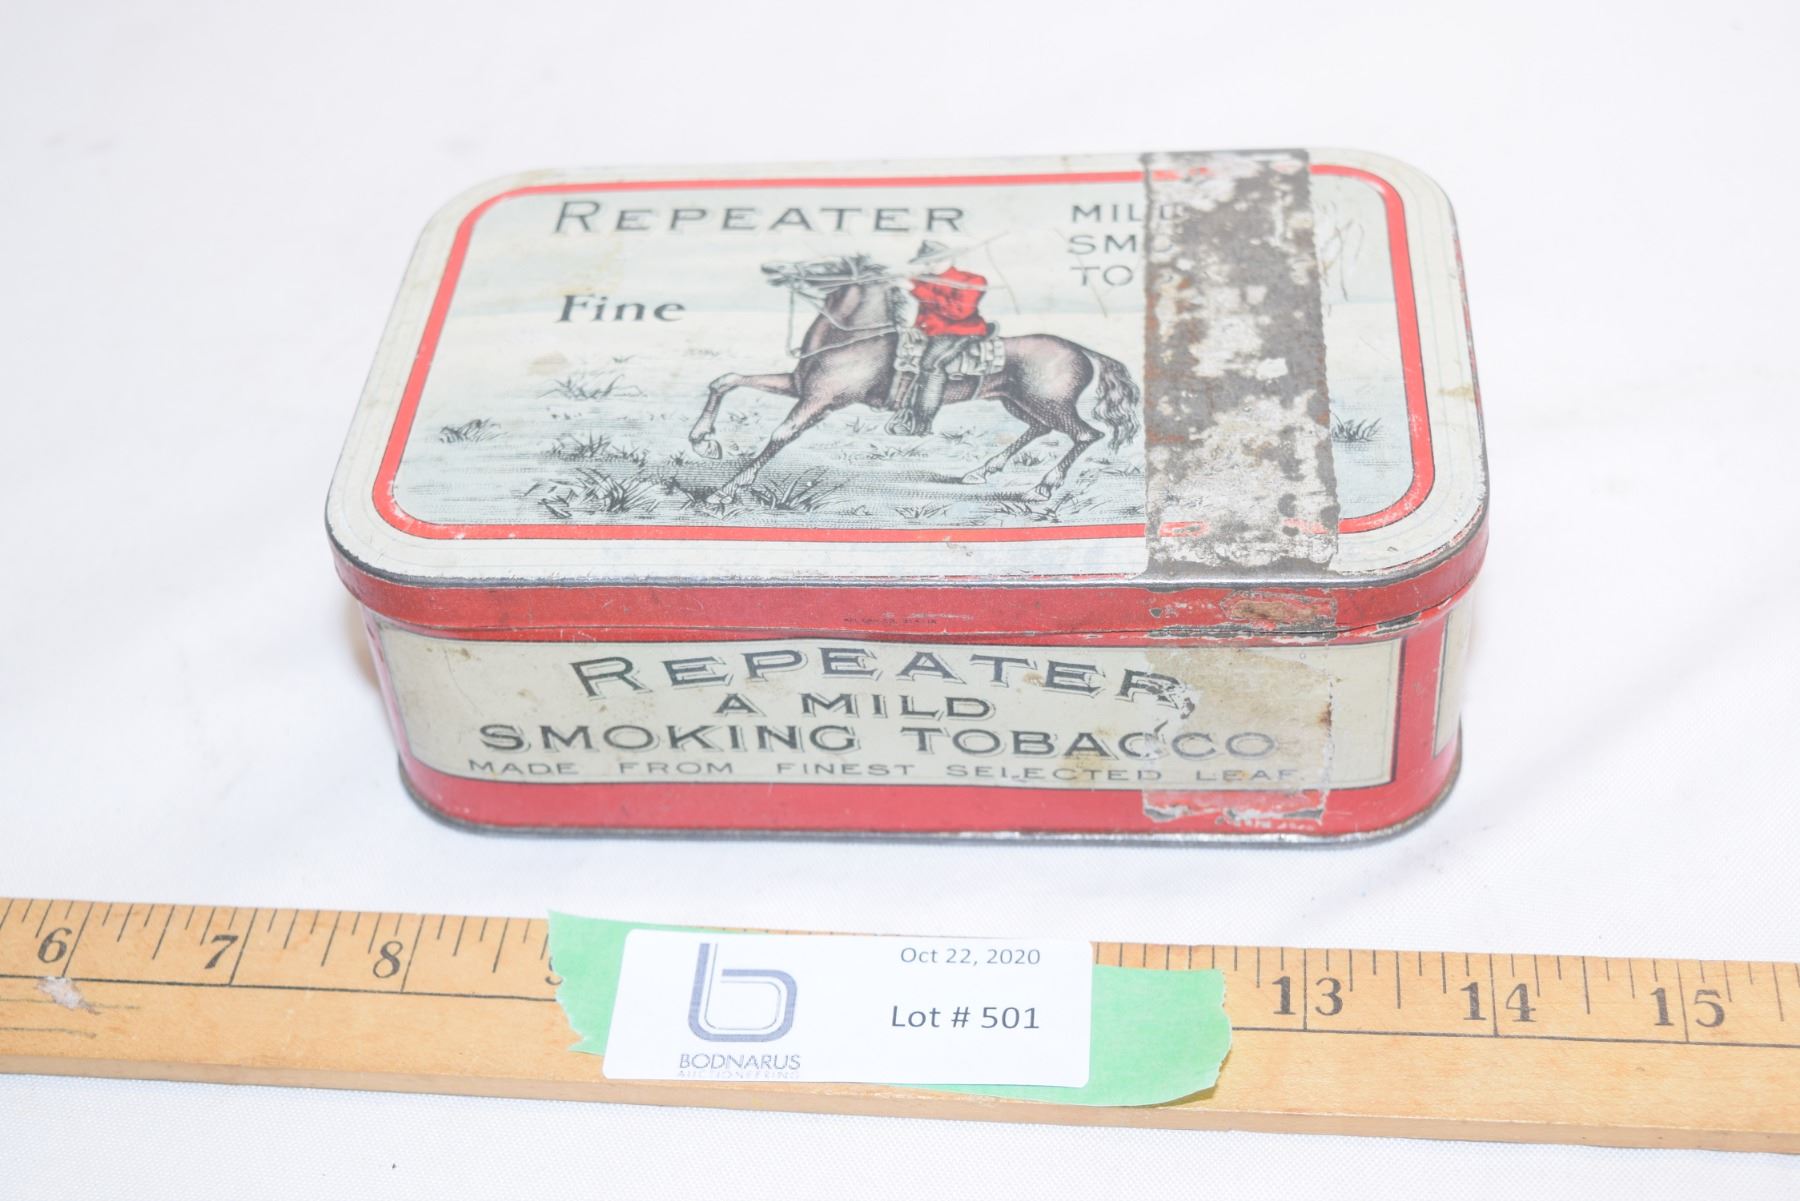 REPEATER
Fine
MILD
SMO
TO
REPEATER
A MILD
SMOKING TOBACCO
MADE FROM FINEST SELECTED LEAF.
6 7 8 13 14 15
Oct 22, 2020
Lot # 501
BODNARUS
AUCTIONEERING